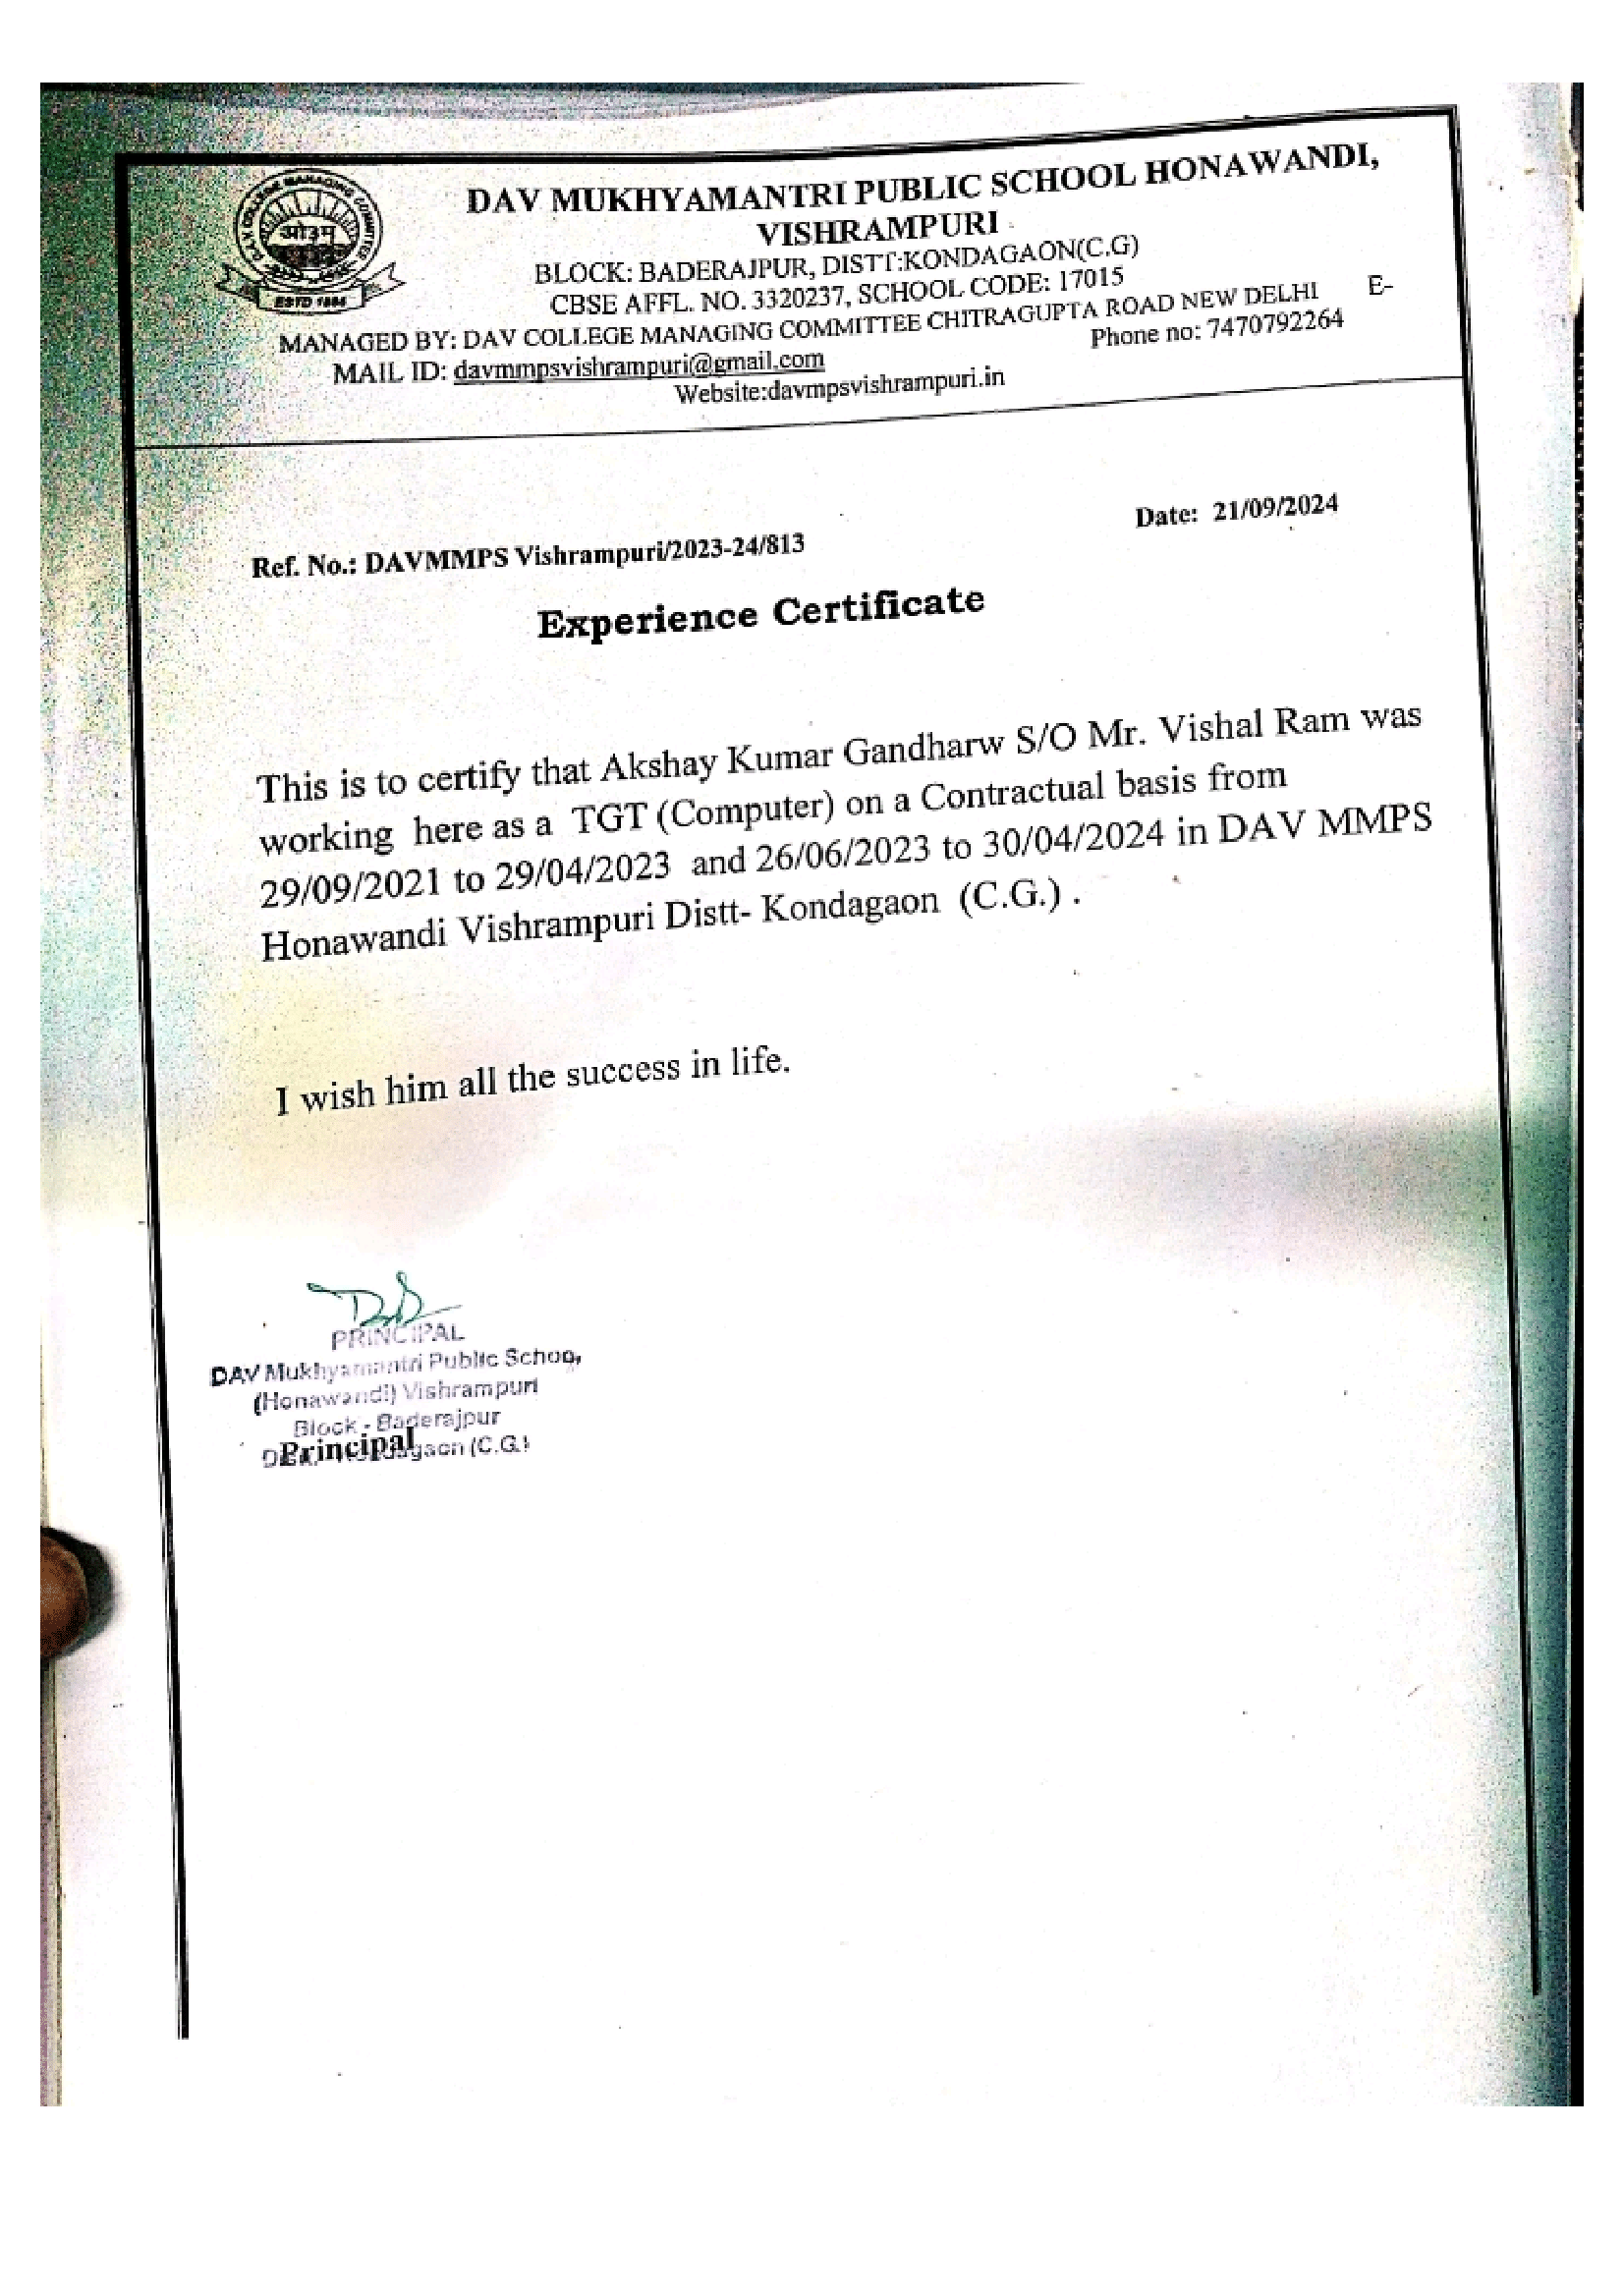 DAV COLLEGE MANAGING COMMITTEE
ओ३म्
ESTD 1886
DAV MUKHYAMANTRI PUBLIC SCHOOL HONAWANDI,
VISHRAMPURI
BLOCK: BADERAJPUR, DISTT:KONDAGAON(C.G)
CBSE AFFL. NO. 3320237, SCHOOL CODE: 17015
MANAGED BY: DAV COLLEGE MANAGING COMMITTEE CHITRAGUPTA ROAD NEW DELHI E-
MAIL ID: davmmpsvishrampuri@gmail.com Phone no: 7470792264
Website:davmpsvishrampuri.in
Ref. No.: DAVMMPS Vishrampuri/2023-24/813 Date: 21/09/2024
Experience Certificate
This is to certify that Akshay Kumar Gandharw S/O Mr. Vishal Ram was
working here as a TGT (Computer) on a Contractual basis from
29/09/2021 to 29/04/2023 and 26/06/2023 to 30/04/2024 in DAV MMPS
Honawandi Vishrampuri Distt- Kondagaon (C.G.) .
I wish him all the success in life.
PRINCIPAL
DAV Mukhyamantri Public School
(Honawandi) Vishrampuri
Block - Baderajpur
Kondagaon (C.G.)
Principal